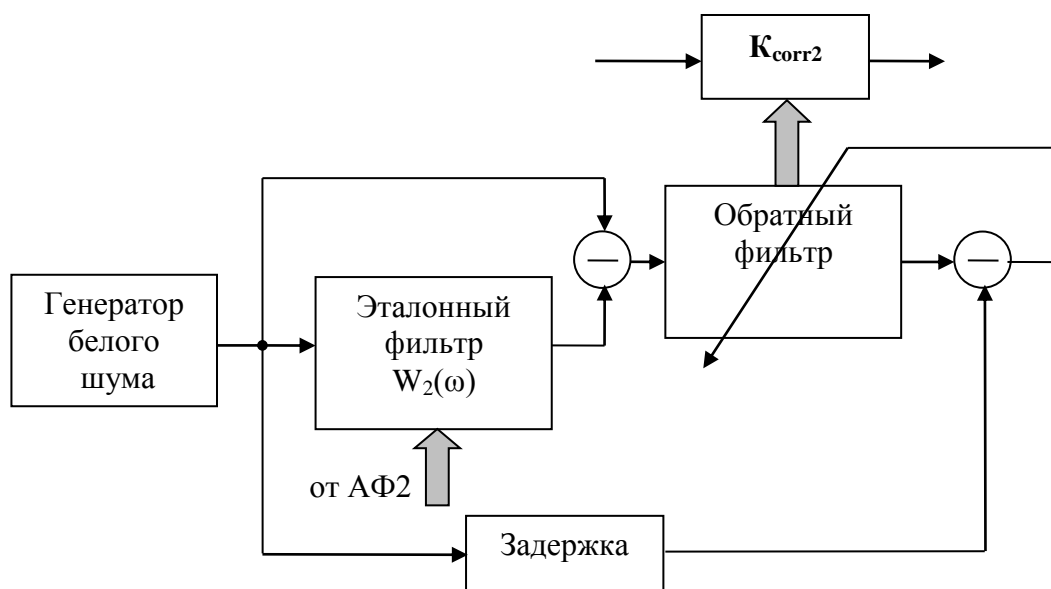 Kcorr2
Обратный
фильтр
Генератор
белого
шума
Эталонный
фильтр
W2(ω)
от АФ2
Задержка